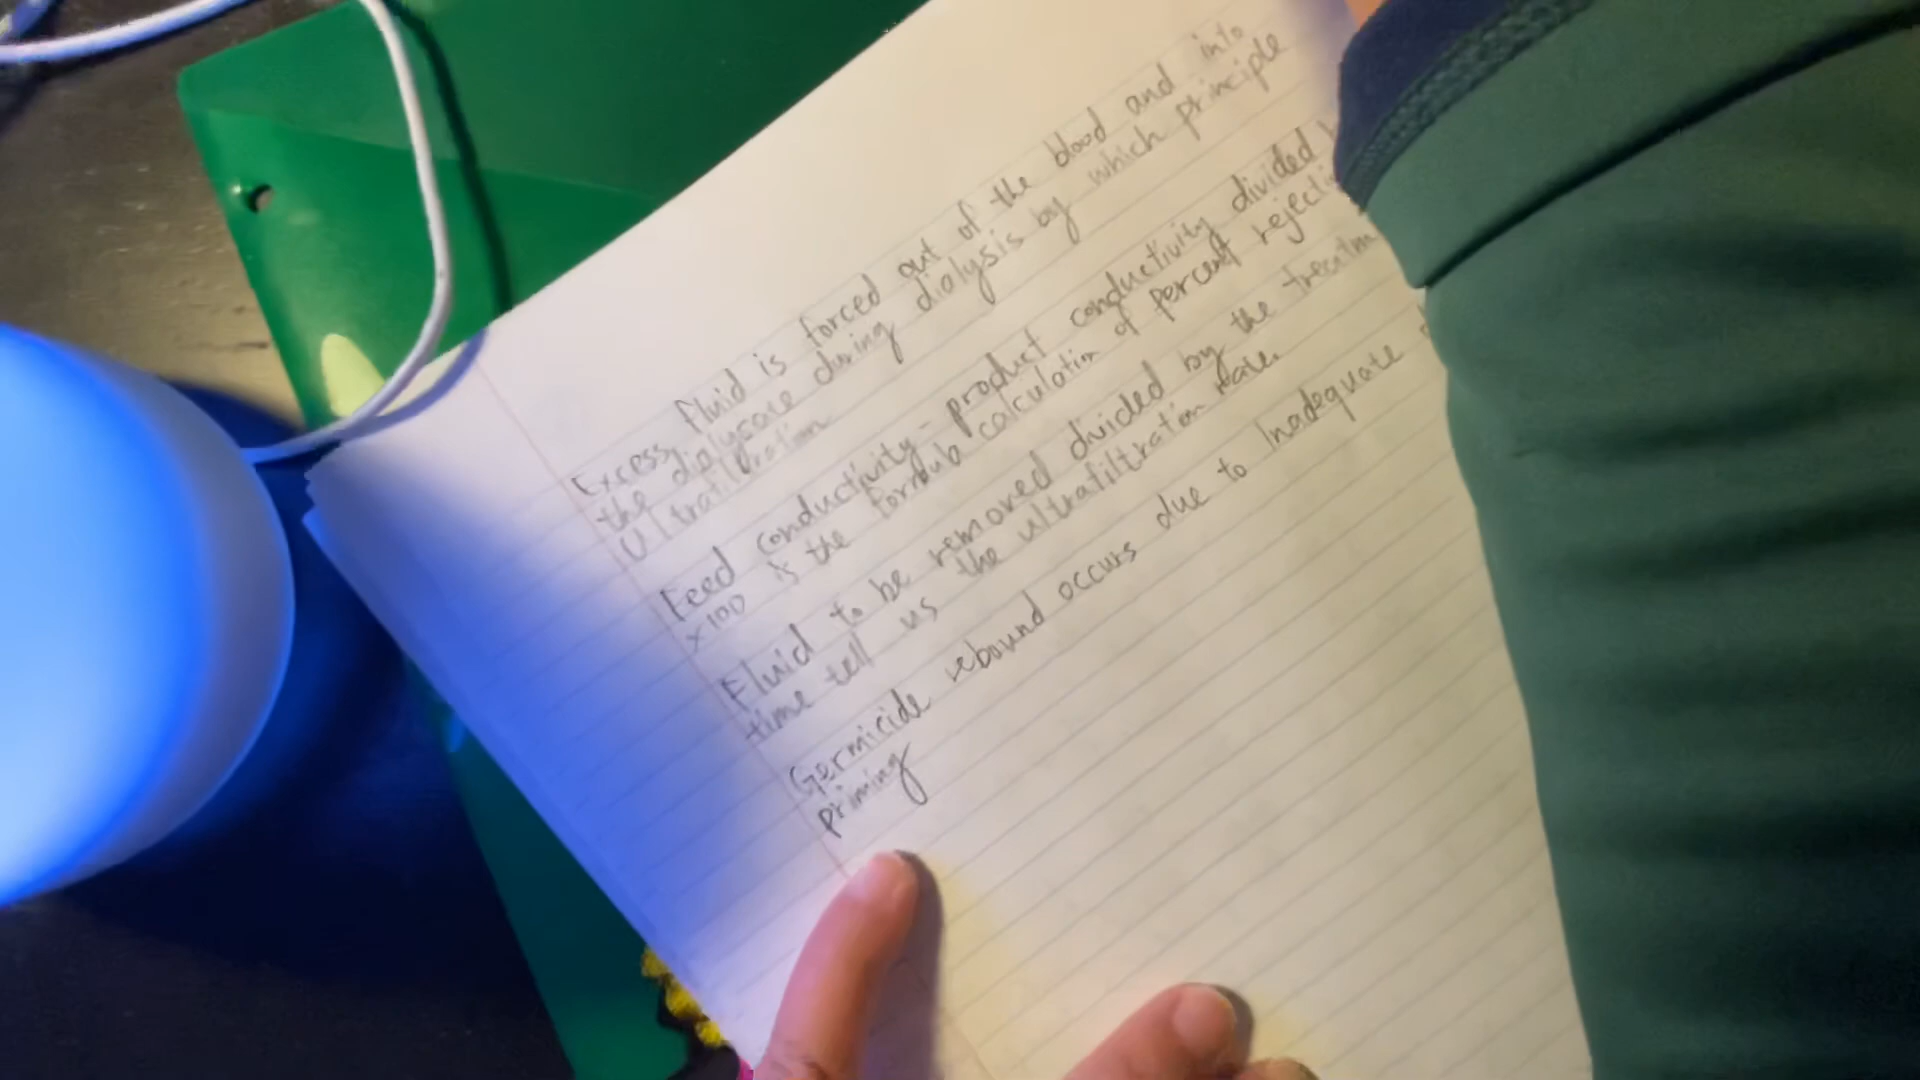 Excess fluid is forced out of the blood and into
the dialysate during dialysis by which principle
Ultrafiltration
Feed conductivity - product conductivity divided
x100 is the formula calculation of percent
Fluid to be removed divided by the
time tell us the ultrafiltration rate.
Germicide rebound occurs due to Inadequate
priming